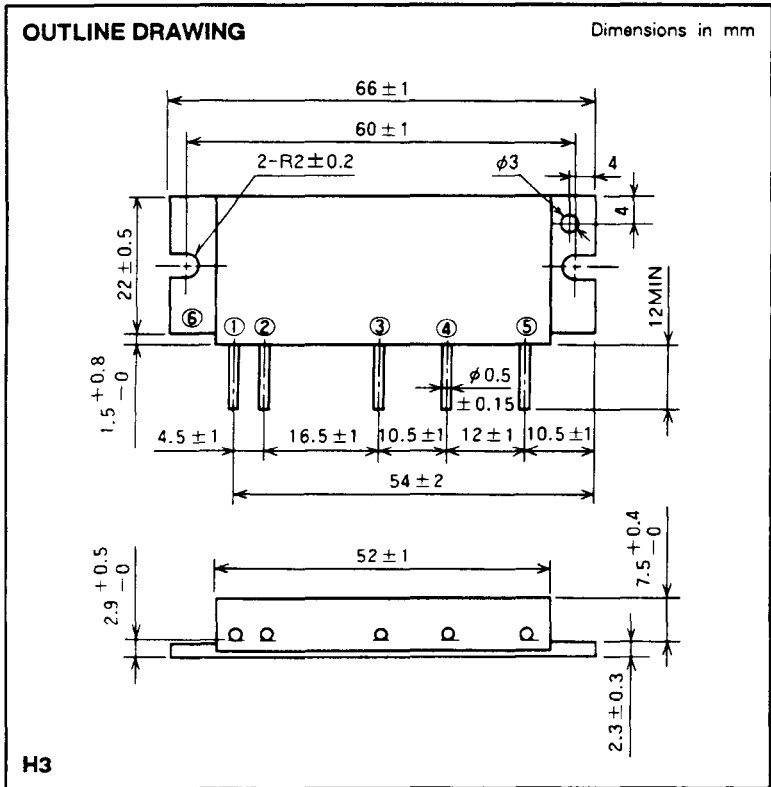 OUTLINE DRAWING
Dimensions in mm
66±1
60±1
2-R2±0.2
φ3
4
4
22±0.5
12MIN
⑥
① ② ③ ④ ⑤
φ0.5
±0.15
1.5 +0.8 −0
4.5±1 16.5±1 10.5±1 12±1 10.5±1
54±2
52±1
2.9 +0.5 −0
7.5 +0.4 −0
2.3±0.3
H3